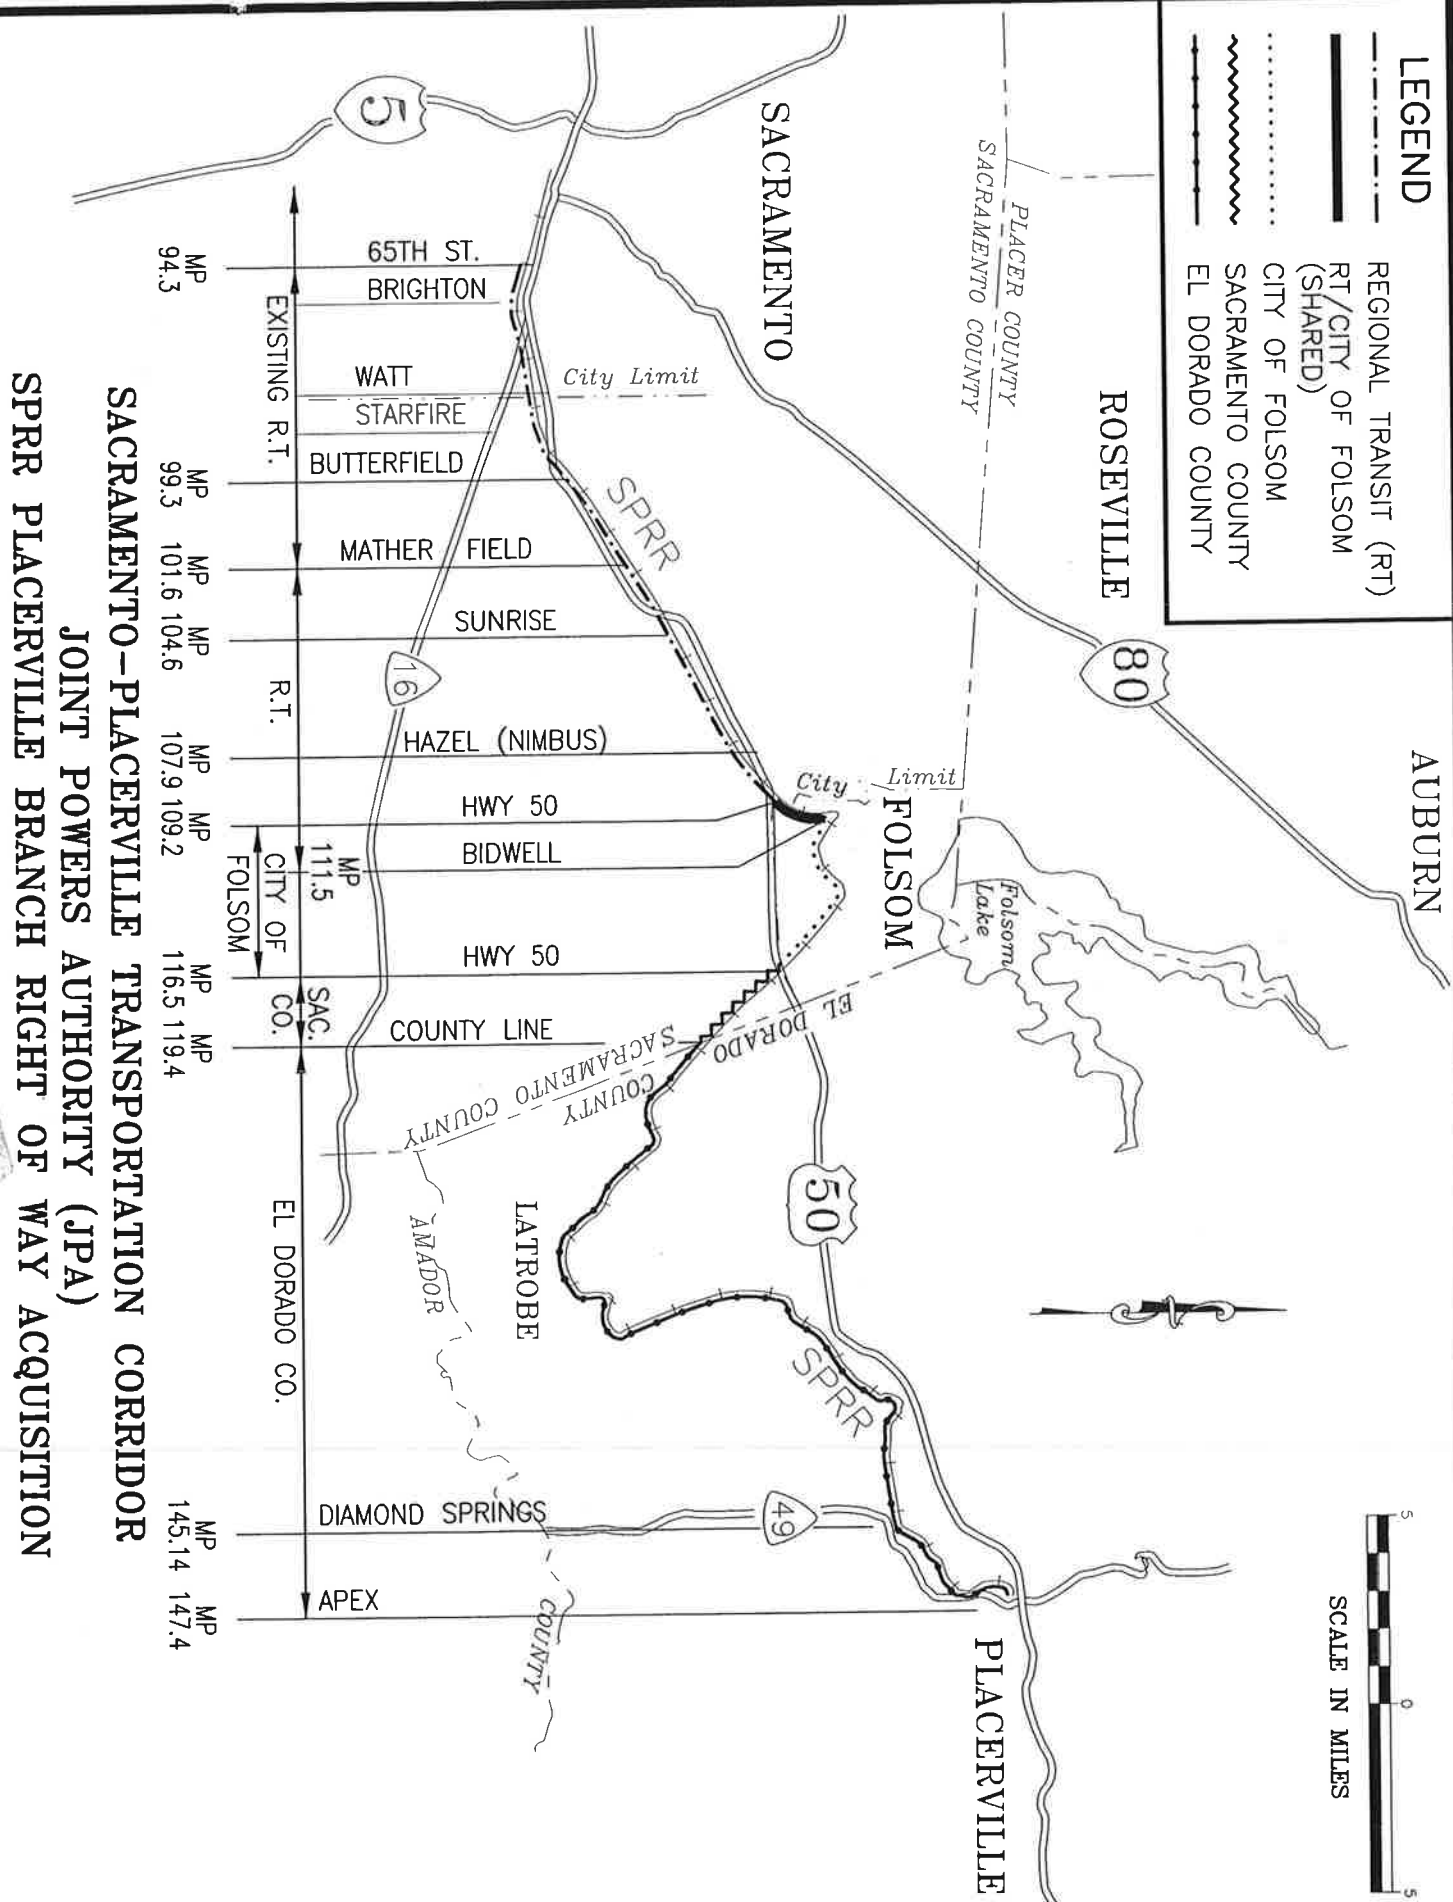 LEGEND
REGIONAL TRANSIT (RT)
RT/CITY OF FOLSOM
(SHARED)
CITY OF FOLSOM
SACRAMENTO COUNTY
EL DORADO COUNTY
AUBURN
SCALE IN MILES
5
0
5
ROSEVILLE
80
PLACER COUNTY
SACRAMENTO COUNTY
SACRAMENTO
Folsom
Lake
City Limit
FOLSOM
PLACERVILLE
EL DORADO
COUNTY
SACRAMENTO COUNTY
50
SPRR
SPRR
49
City Limit
5
16
LATROBE
AMADOR
COUNTY
65TH ST.
BRIGHTON
WATT
STARFIRE
BUTTERFIELD
MATHER FIELD
SUNRISE
HAZEL (NIMBUS)
HWY 50
BIDWELL
HWY 50
COUNTY LINE
DIAMOND SPRINGS
APEX
EXISTING R.T.
R.T.
MP
111.5
CITY OF
FOLSOM
SAC.
CO.
EL DORADO CO.
MP
94.3
MP
99.3
MP
101.6
MP
104.6
MP
107.9
MP
109.2
MP
116.5
MP
119.4
MP
145.14
MP
147.4
SACRAMENTO-PLACERVILLE TRANSPORTATION CORRIDOR
JOINT POWERS AUTHORITY (JPA)
SPRR PLACERVILLE BRANCH RIGHT OF WAY ACQUISITION